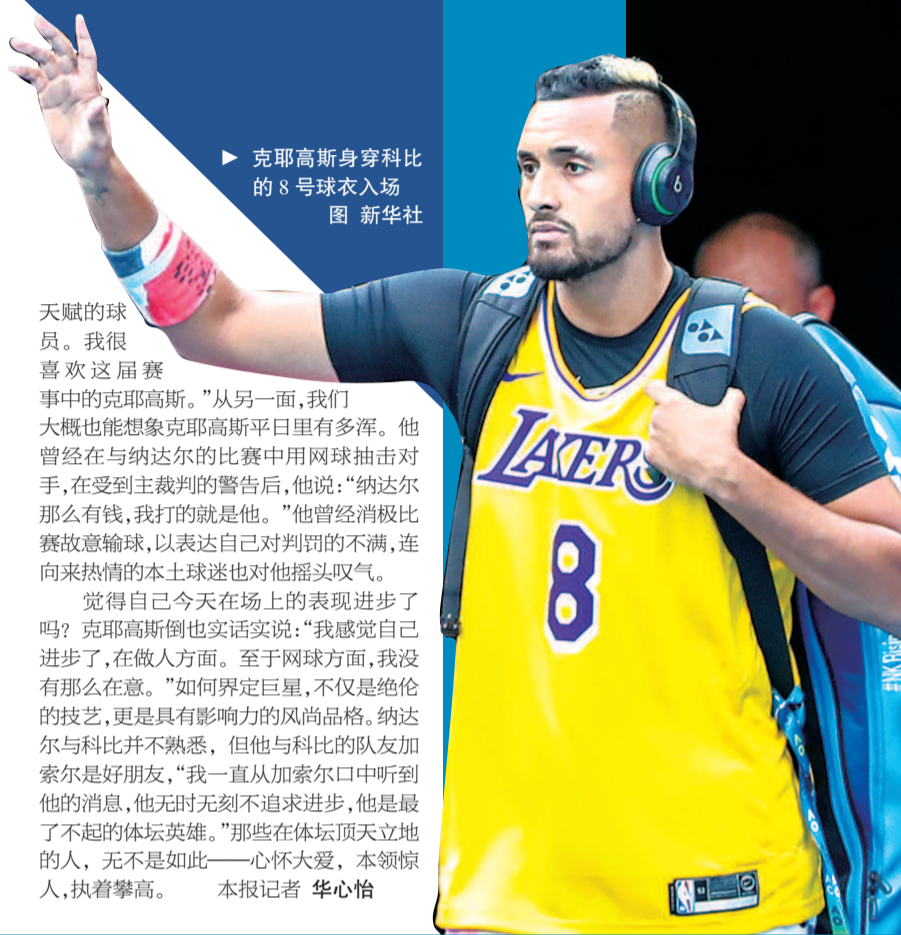 ▶ 克耶高斯身穿科比
的 8 号球衣入场
图 新华社
天赋的球
员。我很
喜欢这届赛
事中的克耶高斯。”从另一面,我们
大概也能想象克耶高斯平日里有多浑。他
曾经在与纳达尔的比赛中用网球抽击对
手,在受到主裁判的警告后,他说:“纳达尔
那么有钱,我打的就是他。”他曾经消极比
赛故意输球,以表达自己对判罚的不满,连
向来热情的本土球迷也对他摇头叹气。
觉得自己今天在场上的表现进步了
吗?克耶高斯倒也实话实说:“我感觉自己
进步了,在做人方面。至于网球方面,我没
有那么在意。”如何界定巨星,不仅是绝伦
的技艺,更是具有影响力的风尚品格。纳达
尔与科比并不熟悉,但他与科比的队友加
索尔是好朋友,“我一直从加索尔口中听到
他的消息,他无时无刻不追求进步,他是最
了不起的体坛英雄。”那些在体坛顶天立地
的人,无不是如此——心怀大爱,本领惊
人,执着攀高。 本报记者 华心怡
LAKERS
8
b
#NK Risi
AO
AO
AO